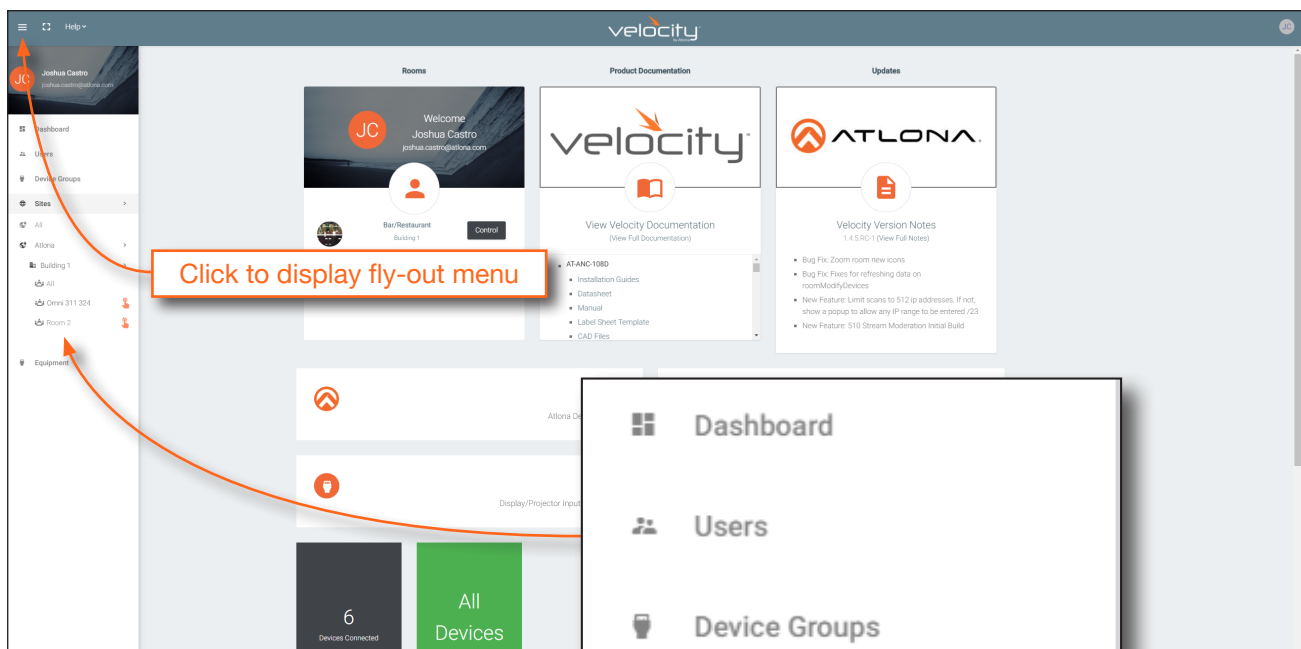 Help
velocity
by Atlona
JC
JC
Joshua Castro
joshua.castro@atlona.com
Dashboard
Users
Device Groups
Sites
All
Atlona
Building 1
All
Omni 311 324
Room 2
Equipment
Rooms
Product Documentation
Updates
JC
Welcome
Joshua Castro
joshua.castro@atlona.com
Bar/Restaurant
Building 1
Control
velocity
View Velocity Documentation
(View Full Documentation)
AT-ANC-108D
Installation Guides
Datasheet
Manual
Label Sheet Template
CAD Files
ATLONA.
Velocity Version Notes
1.4.5.RC-1 (View Full Notes)
Bug Fix: Zoom room new icons
Bug Fix: Fixes for refreshing data on
roomModifyDevices
New Feature: Limit scans to 512 ip addresses. If not,
show a popup to allow any IP range to be entered /23
New Feature: 510 Stream Moderation Initial Build
Click to display fly-out menu
Atlona De
Display/Projector Input
6
Devices Connected
All
Devices
Dashboard
Users
Device Groups